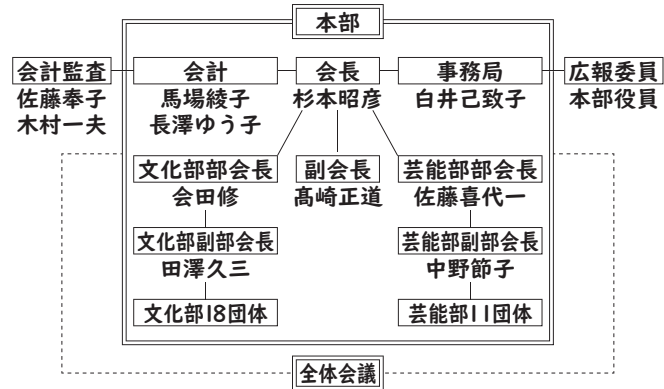 本部
会計監査 会計 会長 事務局 広報委員
佐藤奉子 馬場綾子 杉本昭彦 白井己致子 本部役員
木村一夫 長澤ゆう子
文化部部会長 副会長 芸能部部会長
会田修 髙崎正道 佐藤喜代一
文化部副部会長 芸能部副部会長
田澤久三 中野節子
文化部18団体 芸能部11団体
全体会議